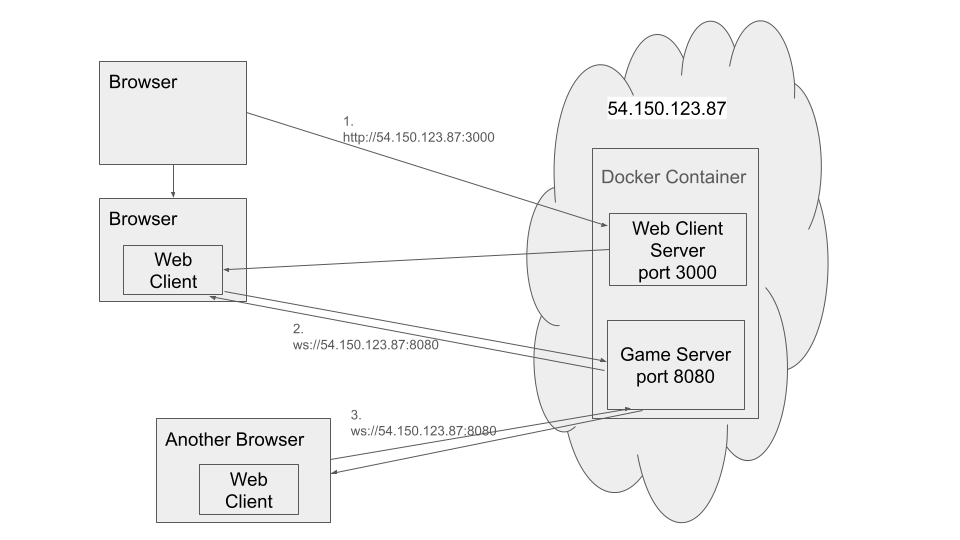 Browser
1.
http://54.150.123.87:3000
54.150.123.87
Docker Container
Web Client
Server
port 3000
Browser
Web
Client
2.
ws://54.150.123.87:8080
Game Server
port 8080
3.
ws://54.150.123.87:8080
Another Browser
Web
Client